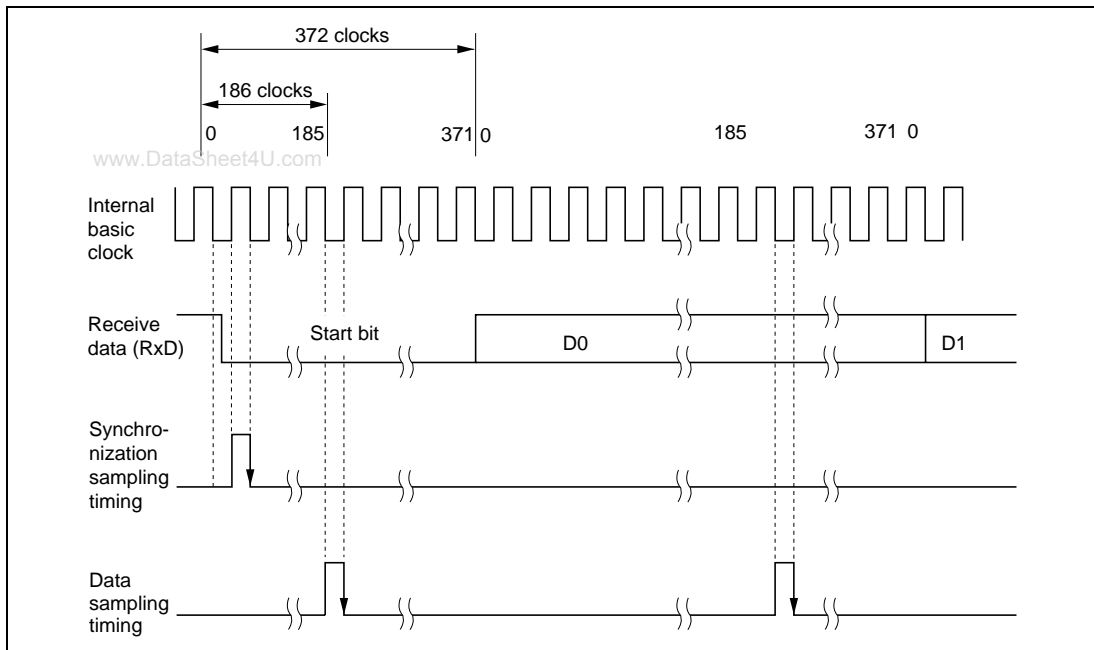 372 clocks
186 clocks
0 185 371 0 185 371 0
www.DataSheet4U.com
Internal
basic
clock
Receive
data (RxD)
Start bit
D0
D1
Synchro-
nization
sampling
timing
Data
sampling
timing